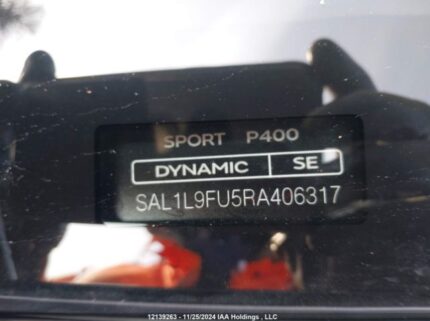 SPORT P400
DYNAMIC SE
SAL1L9FU5RA406317
12139263 - 11/25/2024 IAA Holdings , LLC